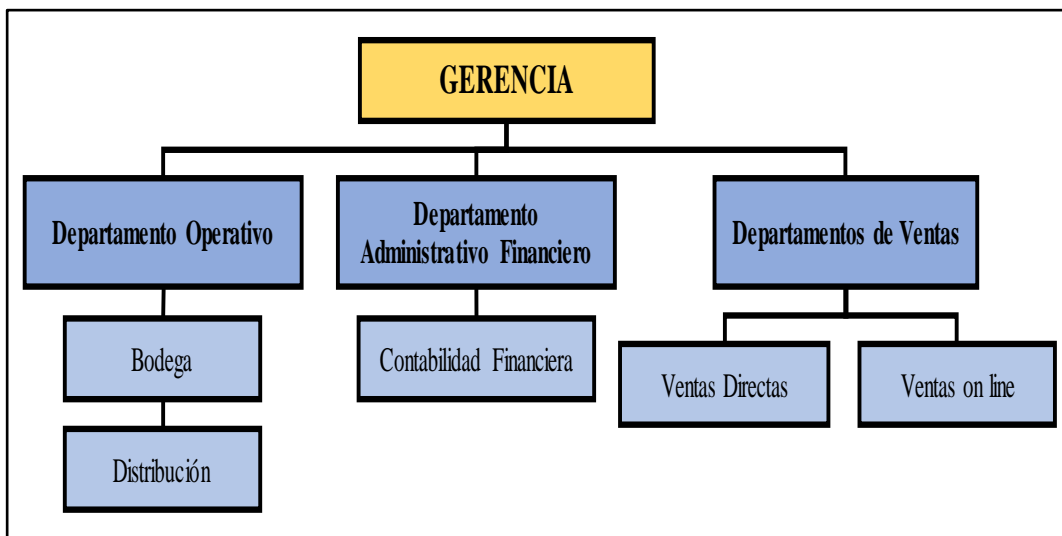 GERENCIA
Departamento Operativo
Departamento
Administrativo Financiero
Departamentos de Ventas
Bodega
Contabilidad Financiera
Ventas Directas
Ventas on line
Distribución